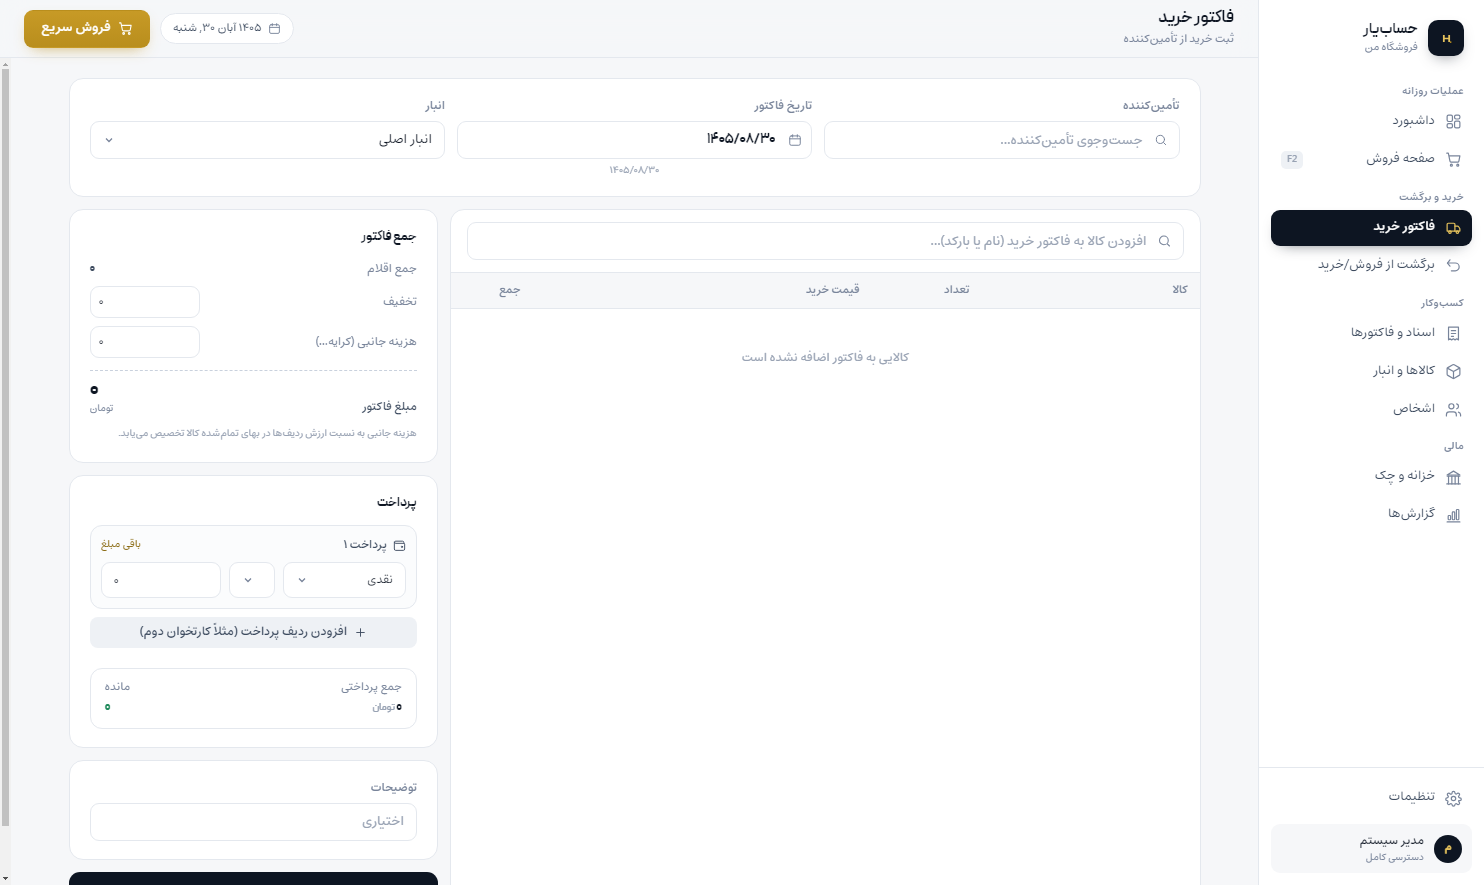 حساب‌یار
فروشگاه من
عملیات روزانه
داشبورد
صفحه فروش
F2
خرید و برگشت
فاکتور خرید
برگشت از فروش/خرید
کسب‌وکار
اسناد و فاکتورها
کالاها و انبار
اشخاص
مالی
خزانه و چک
گزارش‌ها
تنظیمات
م
مدیر سیستم
دسترسی کامل
فاکتور خرید
ثبت خرید از تأمین‌کننده
۱۴۰۵ آبان ۳۰, شنبه
فروش سریع
تأمین‌کننده
جست‌وجوی تأمین‌کننده...
تاریخ فاکتور
۱۴۰۵/۰۸/۳۰
۱۴۰۵/۰۸/۳۰
انبار
انبار اصلی
افزودن کالا به فاکتور خرید (نام یا بارکد)...
کالا تعداد قیمت خرید جمع
کالایی به فاکتور اضافه نشده است
جمع فاکتور
جمع اقلام ۰
تخفیف ۰
هزینه جانبی (کرایه...) ۰
مبلغ فاکتور ۰ تومان
هزینه جانبی به نسبت ارزش ردیف‌ها در بهای تمام‌شده کالا تخصیص می‌یابد.
پرداخت
پرداخت ۱ باقی مبلغ
نقدی ۰
افزودن ردیف پرداخت (مثلاً کارتخوان دوم)
جمع پرداختی مانده
۰ تومان ۰
توضیحات
اختیاری